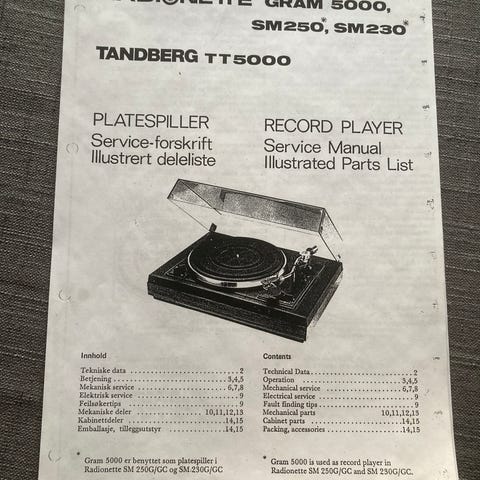 RADIONETTE GRAM 5000,
SM250*, SM230*
TANDBERG TT5000
PLATESPILLER
Service-forskrift
Illustrert deleliste
RECORD PLAYER
Service Manual
Illustrated Parts List
Innhold
Tekniske data 2
Betjening 3,4,5
Mekanisk service 6,7,8
Elektrisk service 9
Feilsøkertips 9
Mekaniske deler 10,11,12,13
Kabinettdeler 14,15
Emballasje, tilleggsutstyr 14,15
Contents
Technical Data 2
Operation 3,4,5
Mechanical service 6,7,8
Electrical service 9
Fault finding tips 9
Mechanical parts 10,11,12,13
Cabinet parts 14,15
Packing, accessories 14,15
* Gram 5000 er benyttet som platespiller i
Radionette SM 250G/GC og SM 230G/GC
* Gram 5000 is used as record player in
Radionette SM 250G/GC and SM 230G/GC.